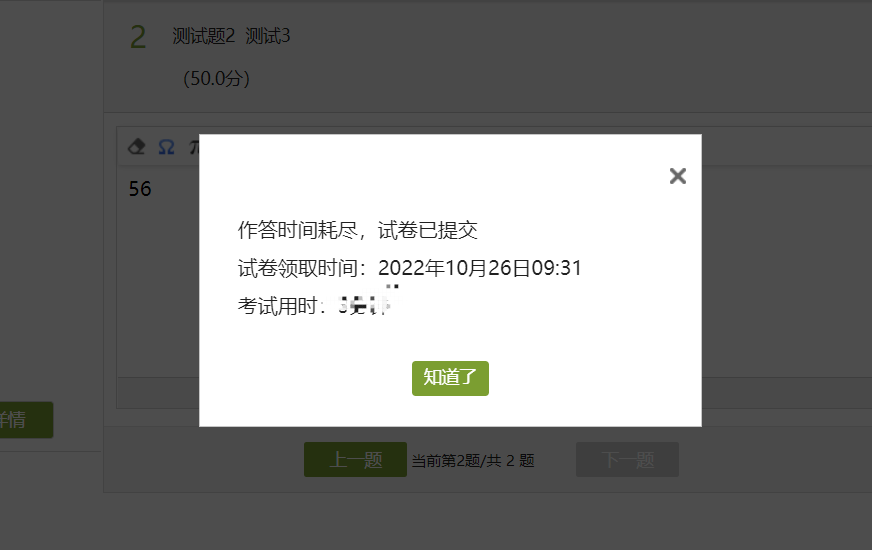 2 测试题2 测试3
（50.0分）
Ω
56
作答时间耗尽，试卷已提交
试卷领取时间：2022年10月26日09:31
考试用时：
知道了
详情
上一题 当前第2题/共 2 题 下一题